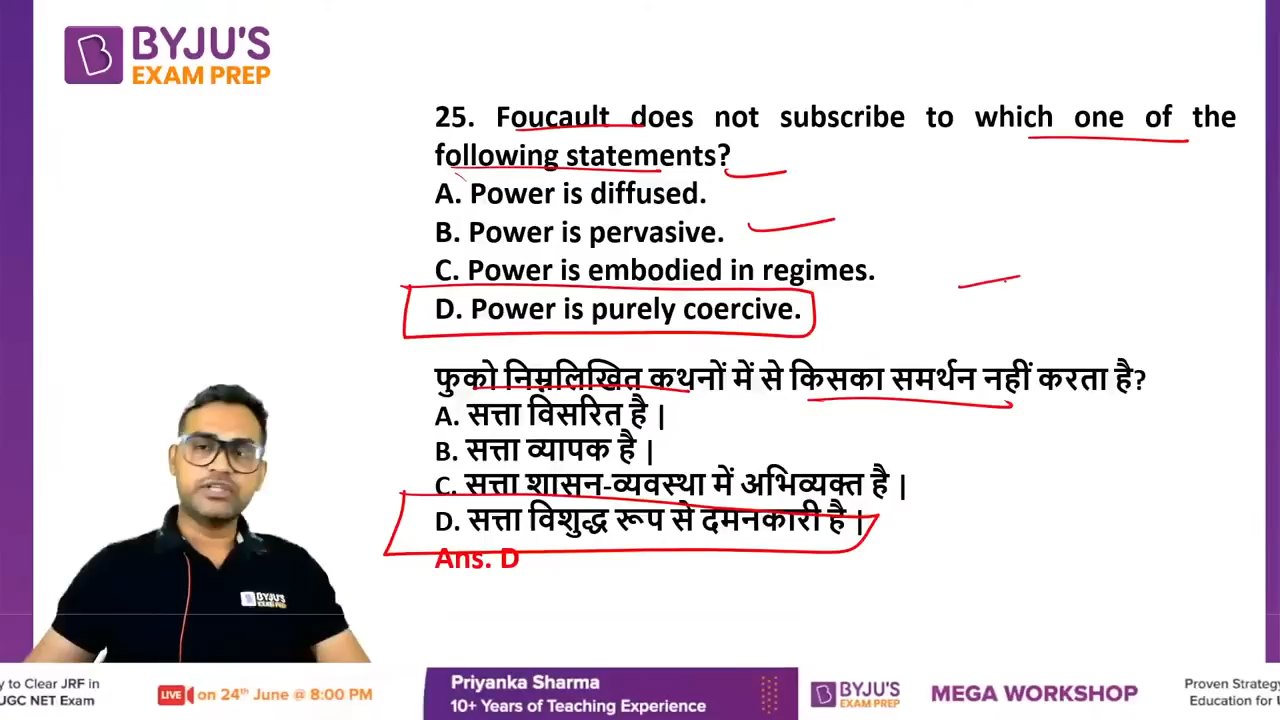 BYJU'S
EXAM PREP
25. Foucault does not subscribe to which one of the
following statements?
A. Power is diffused.
B. Power is pervasive.
C. Power is embodied in regimes.
D. Power is purely coercive.
फुको निम्नलिखित कथनों में से किसका समर्थन नहीं करता है?
A. सत्ता विसरित है |
B. सत्ता व्यापक है |
C. सत्ता शासन-व्यवस्था में अभिव्यक्त है |
D. सत्ता विशुद्ध रूप से दमनकारी है |
Ans. D
BYJU'S
EXAM PREP
y to Clear JRF in
UGC NET Exam
LIVE on 24th June @ 8:00 PM
Priyanka Sharma
10+ Years of Teaching Experience
BYJU'S
EXAM PREP
MEGA WORKSHOP
Proven Strategy
Education for U